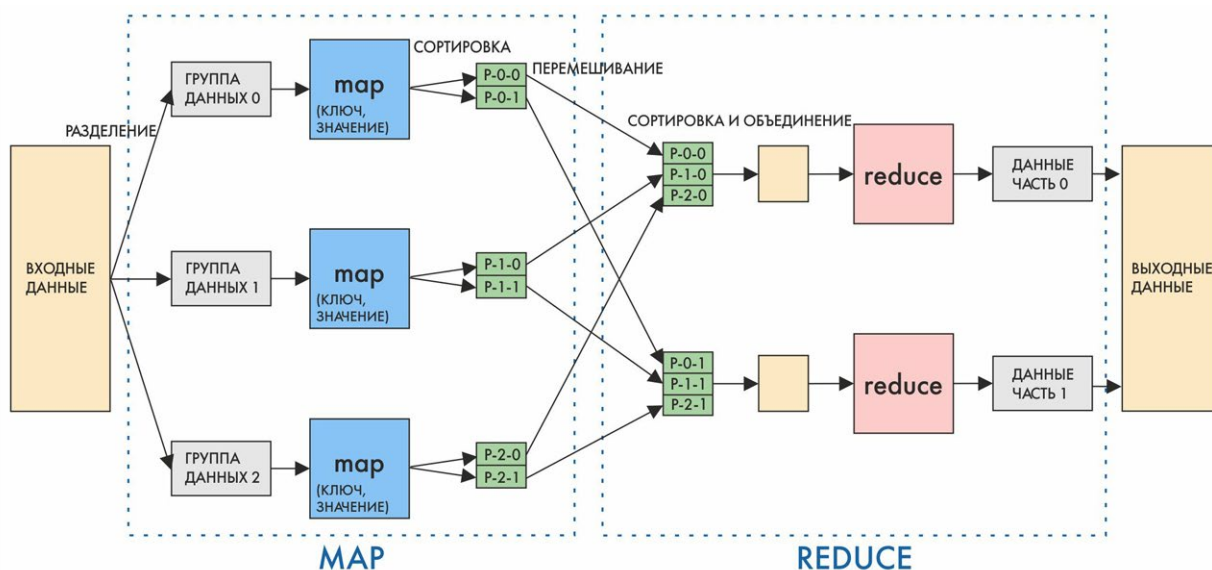 ВХОДНЫЕ
ДАННЫЕ
РАЗДЕЛЕНИЕ
ГРУППА
ДАННЫХ 0
map
(КЛЮЧ,
ЗНАЧЕНИЕ)
СОРТИРОВКА
P-0-0
P-0-1
ПЕРЕМЕШИВАНИЕ
ГРУППА
ДАННЫХ 1
map
(КЛЮЧ,
ЗНАЧЕНИЕ)
P-1-0
P-1-1
ГРУППА
ДАННЫХ 2
map
(КЛЮЧ,
ЗНАЧЕНИЕ)
P-2-0
P-2-1
MAP
СОРТИРОВКА И ОБЪЕДИНЕНИЕ
P-0-0
P-1-0
P-2-0
reduce
ДАННЫЕ
ЧАСТЬ 0
P-0-1
P-1-1
P-2-1
reduce
ДАННЫЕ
ЧАСТЬ 1
REDUCE
ВЫХОДНЫЕ
ДАННЫЕ